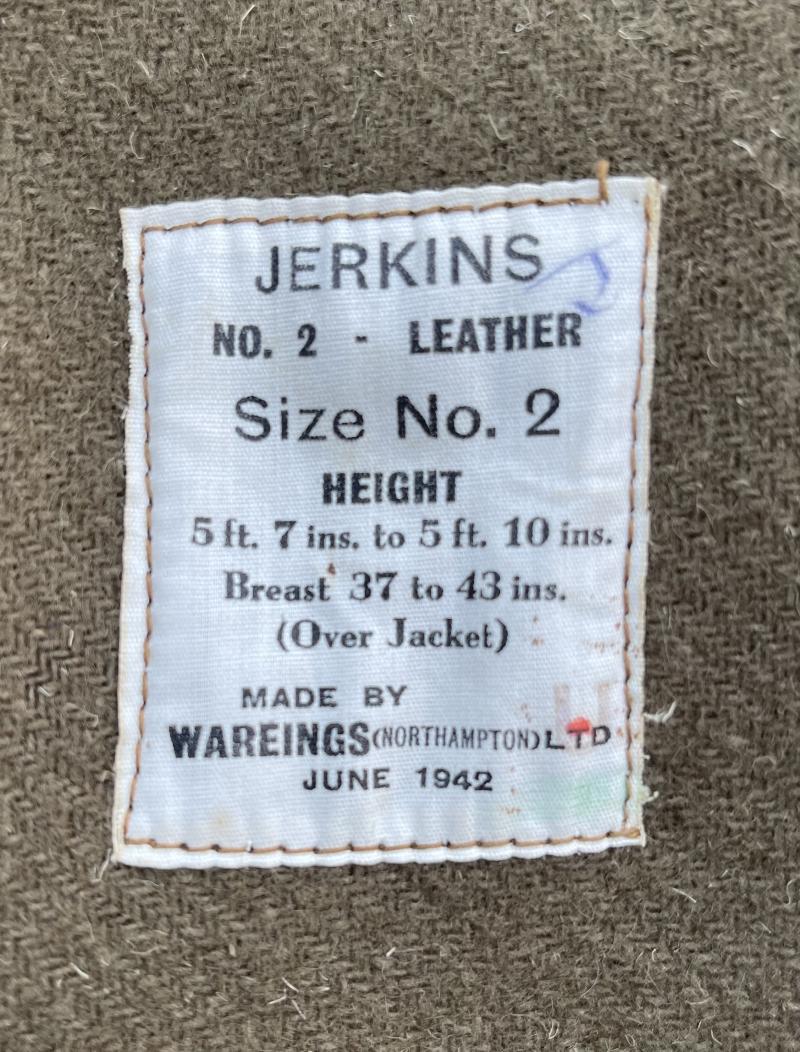 JERKINS
NO. 2 - LEATHER
Size No. 2
HEIGHT
5 ft. 7 ins. to 5 ft. 10 ins.
Breast 37 to 43 ins.
(Over Jacket)
MADE BY
WAREINGS (NORTHAMPTON) LTD
JUNE 1942